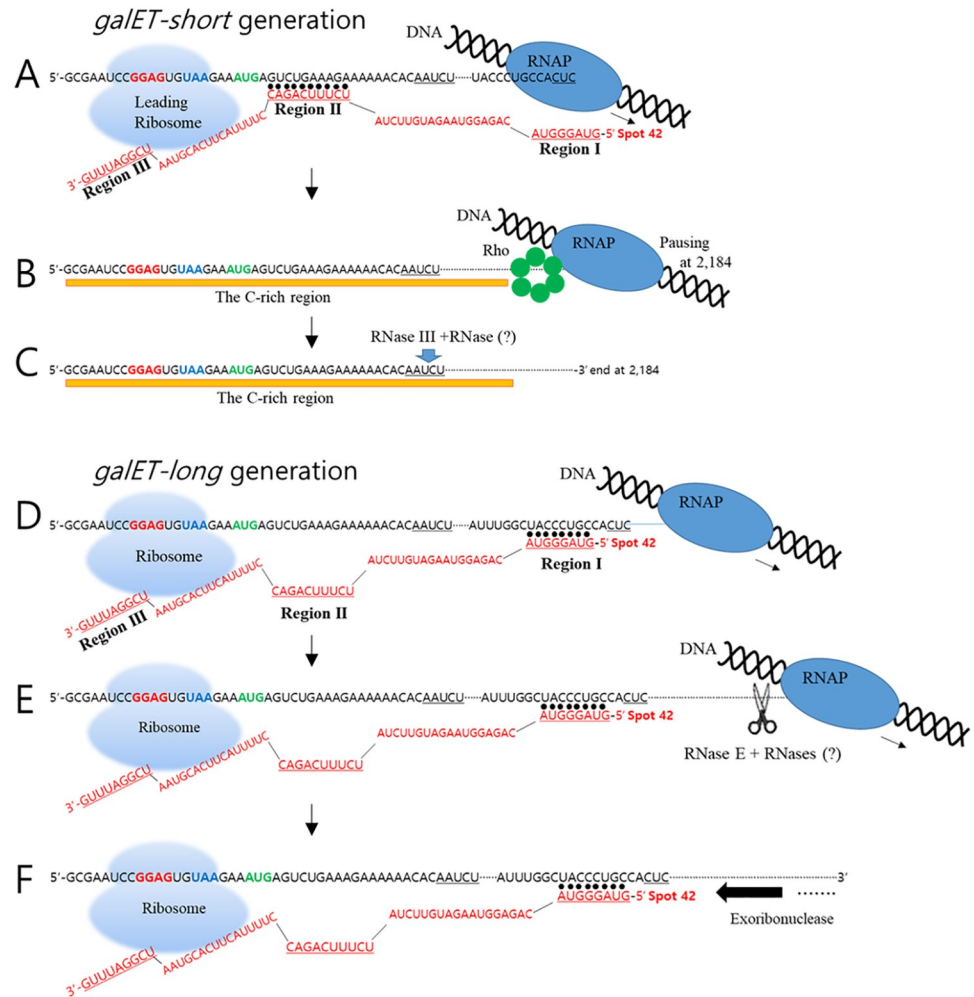 galET-short generation
DNA
RNAP
A
5'-GCGAAUCCGGAGUGUAAGAAAUGAGUCUGAAAGAAAAAACACAAUCU·····UACCCUGCCACUC
Leading
Ribosome
CAGACUUUCU
Region II
AUCUUGUAGAAUGGAGAC
AUGGGAUG-5' Spot 42
Region I
AAUGCACUUCAUUUUC
3'-GUUUAGGCU
Region III
DNA
Rho
RNAP
Pausing
at 2,184
B
5'-GCGAAUCCGGAGUGUAAGAAAUGAGUCUGAAAGAAAAAACACAAUCU
The C-rich region
RNase III +RNase (?)
C
5'-GCGAAUCCGGAGUGUAAGAAAUGAGUCUGAAAGAAAAAACACAAUCU
-3' end at 2,184
The C-rich region
galET-long generation
DNA
RNAP
D
5'-GCGAAUCCGGAGUGUAAGAAAUGAGUCUGAAAGAAAAAACACAAUCU·····AUUUGGCUACCCUGCCACUC
Ribosome
AUGGGAUG-5' Spot 42
Region I
AUCUUGUAGAAUGGAGAC
CAGACUUUCU
Region II
AAUGCACUUCAUUUUC
3'-GUUUAGGCU
Region III
DNA
RNAP
E
5'-GCGAAUCCGGAGUGUAAGAAAUGAGUCUGAAAGAAAAAACACAAUCU·····AUUUGGCUACCCUGCCACUC
Ribosome
AUGGGAUG-5' Spot 42
AUCUUGUAGAAUGGAGAC
RNase E + RNases (?)
CAGACUUUCU
AAUGCACUUCAUUUUC
3'-GUUUAGGCU
F
5'-GCGAAUCCGGAGUGUAAGAAAUGAGUCUGAAAGAAAAAACACAAUCU·····AUUUGGCUACCCUGCCACUC
3'
Ribosome
AUGGGAUG-5' Spot 42
AUCUUGUAGAAUGGAGAC
Exoribonuclease
CAGACUUUCU
AAUGCACUUCAUUUUC
3'-GUUUAGGCU